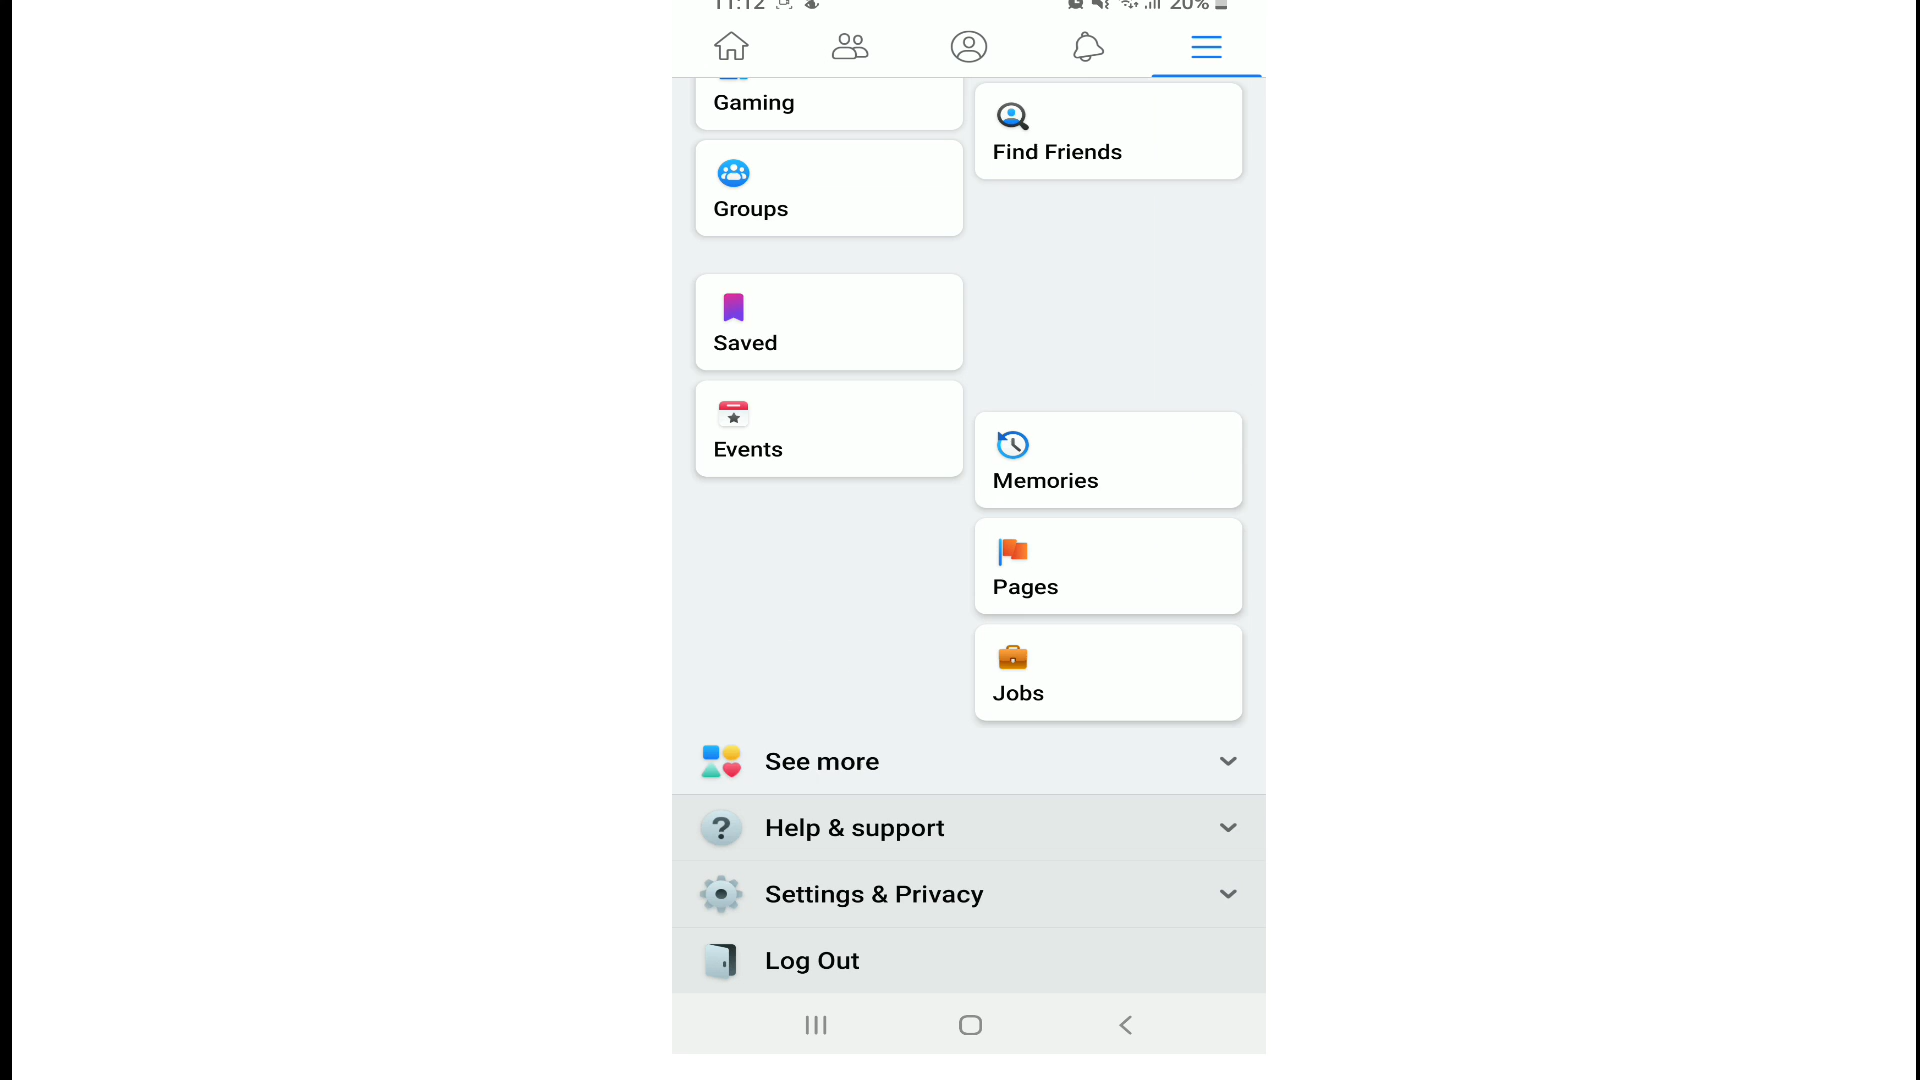 11:12 20%
Gaming
Find Friends
Groups
Saved
Events
Memories
Pages
Jobs
See more
Help & support
Settings & Privacy
Log Out